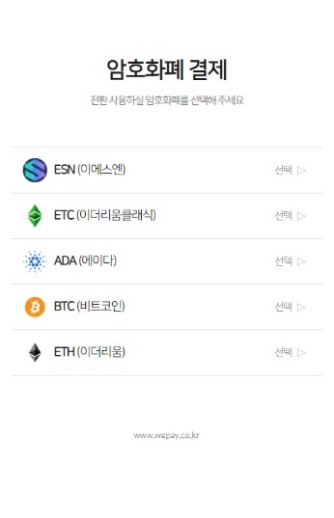 암호화폐 결제
전환 사용하실 암호화폐를 선택해 주세요
ESN (이에스엔) 선택 ▷
ETC (이더리움클래식) 선택 ▷
ADA (에이다) 선택 ▷
BTC (비트코인) 선택 ▷
ETH (이더리움) 선택 ▷
www.wepay.co.kr